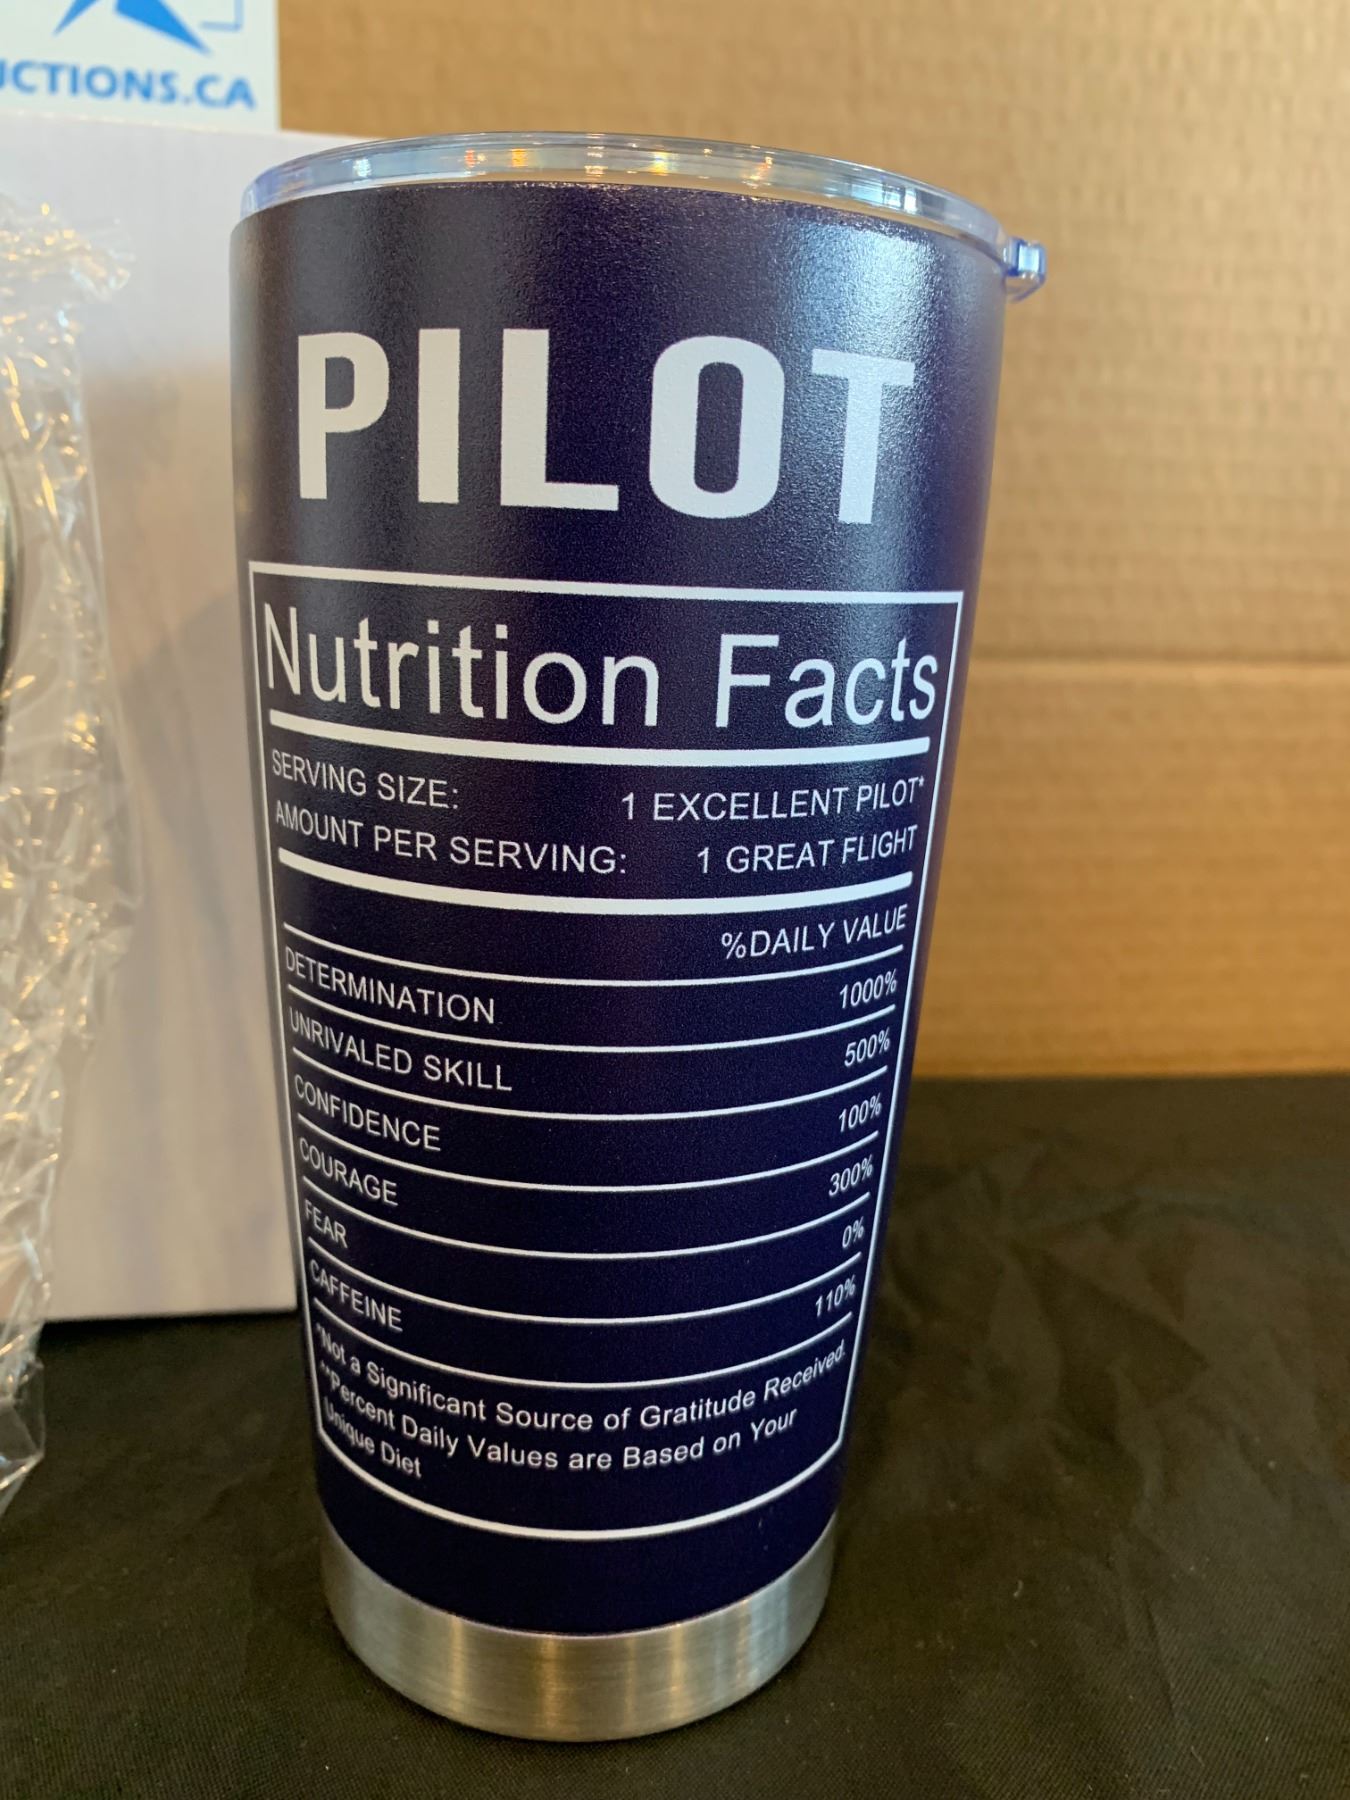 UCTIONS.CA
PILOT
Nutrition Facts
SERVING SIZE: 1 EXCELLENT PILOT*
AMOUNT PER SERVING: 1 GREAT FLIGHT
%DAILY VALUE
DETERMINATION 1000%
UNRIVALED SKILL 500%
CONFIDENCE 100%
COURAGE 300%
FEAR 0%
CAFFEINE 110%
*Not a Significant Source of Gratitude Received.
**Percent Daily Values are Based on Your
Unique Diet